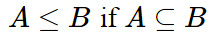 A ≤ B if A ⊆ B